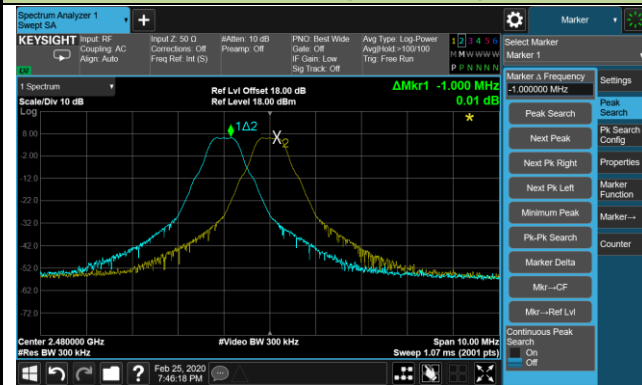 Spectrum Analyzer 1
Swept SA
+
Marker
KEYSIGHT
Input: RF
Coupling: AC
Align: Auto
Input Z: 50 Ω
Corrections: Off
Freq Ref: Int (S)
#Atten: 10 dB
Preamp: Off
PNO: Best Wide
Gate: Off
IF Gain: Low
Sig Track: Off
Avg Type: Log-Power
Avg|Hold:>100/100
Trig: Free Run
1 2 3 4 5 6
M M W W W W
P P N N N N
Select Marker
Marker 1
Marker Δ Frequency
-1.000000 MHz
Peak Search
Next Peak
Next Pk Right
Next Pk Left
Minimum Peak
Pk-Pk Search
Marker Delta
Mkr→CF
Mkr→Ref Lvl
Continuous Peak
Search
On
Off
Settings
Peak
Search
Pk Search
Config
Properties
Marker
Function
Marker→
Counter
1 Spectrum
Scale/Div 10 dB
Log
Ref Lvl Offset 18.00 dB
Ref Level 18.00 dBm
ΔMkr1 -1.000 MHz
0.01 dB
*
1Δ2
X2
8.00
-2.00
-12.0
-22.0
-32.0
-42.0
-52.0
-62.0
-72.0
Center 2.480000 GHz
#Res BW 300 kHz
#Video BW 300 kHz
Span 10.00 MHz
Sweep 1.07 ms (2001 pts)
?
Feb 25, 2020
7:46:18 PM